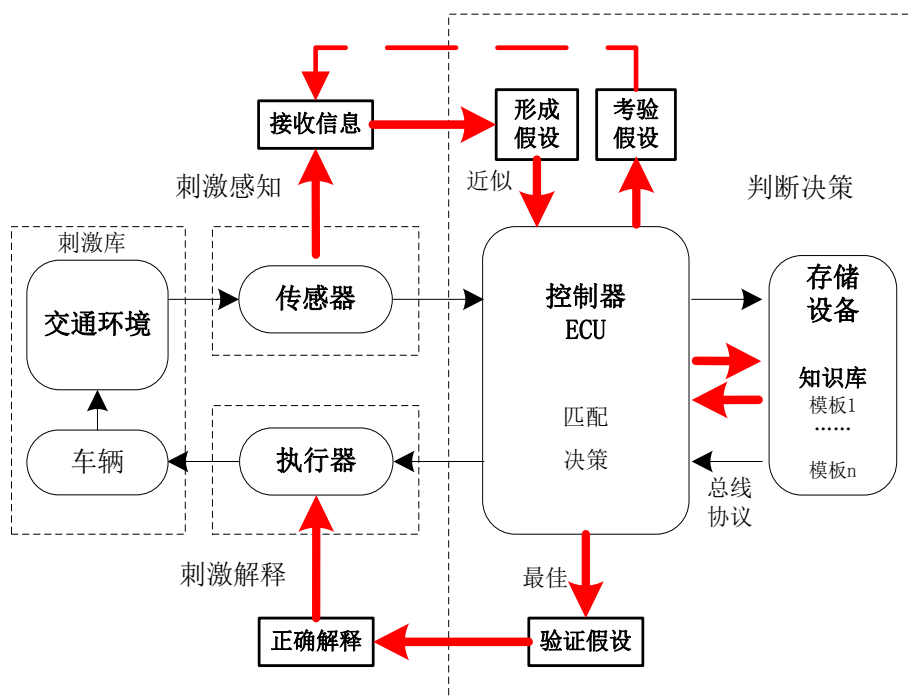 接收信息
形成
假设
考验
假设
刺激感知
近似
判断决策
刺激库
交通环境
传感器
控制器
ECU
存储
设备
知识库
模板1
……
模板n
匹配
决策
车辆
执行器
总线
协议
刺激解释
最佳
正确解释
验证假设